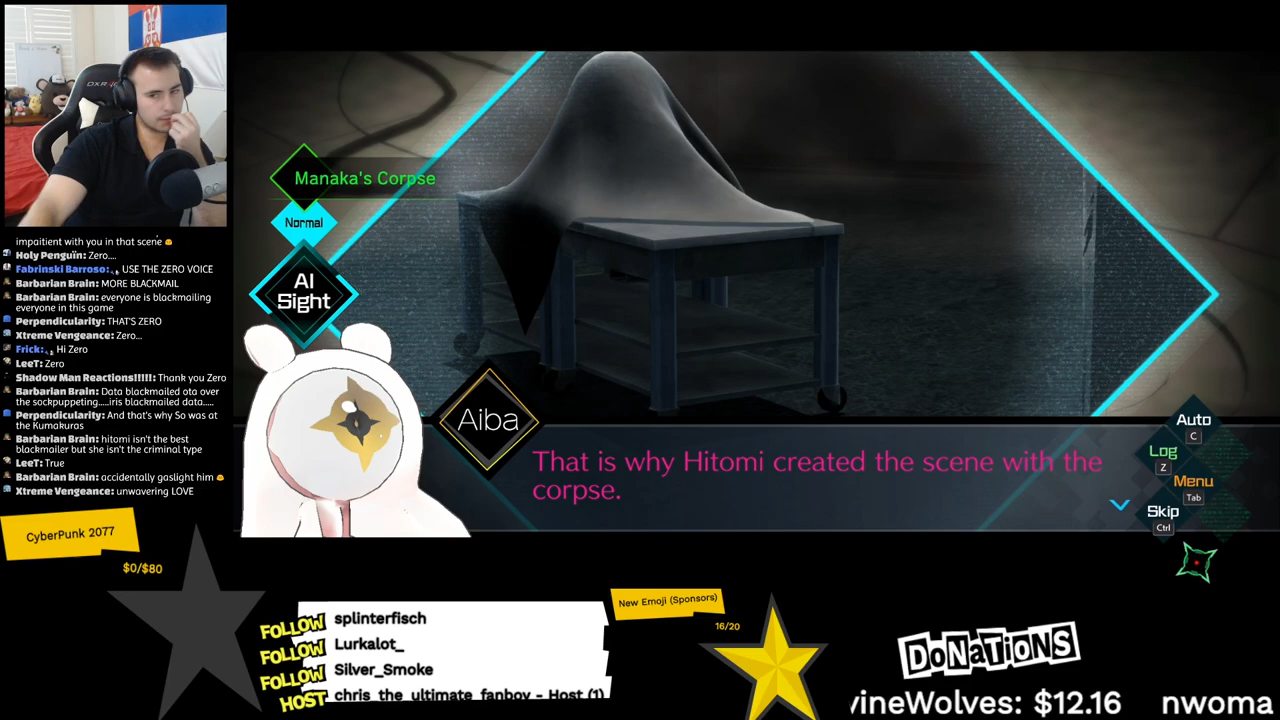 DXR
impaitient with you in that scene
Holy Penguïn: Zero....
Fabrinski Barroso: USE THE ZERO VOICE
Barbarian Brain: MORE BLACKMAIL
Barbarian Brain: everyone is blackmailing
everyone in this game
Perpendicularity: THAT'S ZERO
Xtreme Vengeance: Zero...
Frick: Hi Zero
LeeT: Zero
Shadow Man Reactions!!!!!: Thank you Zero
Barbarian Brain: Data blackmailed ota over
the sockpuppeting.....iris blackmailed data.....
Perpendicularity: And that's why So was at
the Kumakuras
Barbarian Brain: hitomi isn't the best
blackmailer but she isn't the criminal type
LeeT: True
Barbarian Brain: accidentally gaslight him
Xtreme Vengeance: unwavering LOVE
Manaka's Corpse
Normal
AI
Sight
Aiba
That is why Hitomi created the scene with the
corpse.
Auto
C
Log
Z
Menu
Tab
Skip
Ctrl
CyberPunk 2077
$0/$80
FOLLOW splinterfisch
FOLLOW Lurkalot_
FOLLOW Silver_Smoke
HOST chris_the_ultimate_fanboy - Host (1)
New Emoji (Sponsors)
16/20
DoNaTioNS
vineWolves: $12.16 nwoma